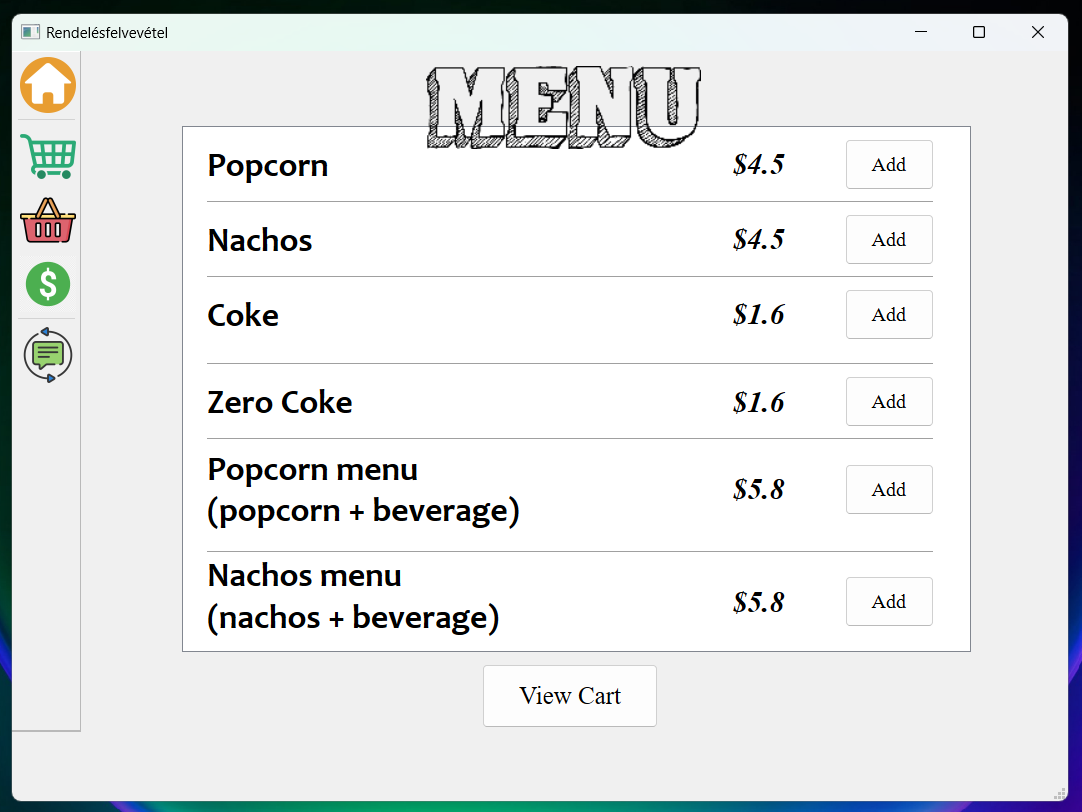 Rendelésfelvevétel
MENU
Popcorn $4.5 Add
Nachos $4.5 Add
Coke $1.6 Add
Zero Coke $1.6 Add
Popcorn menu
(popcorn + beverage) $5.8 Add
Nachos menu
(nachos + beverage) $5.8 Add
View Cart
$